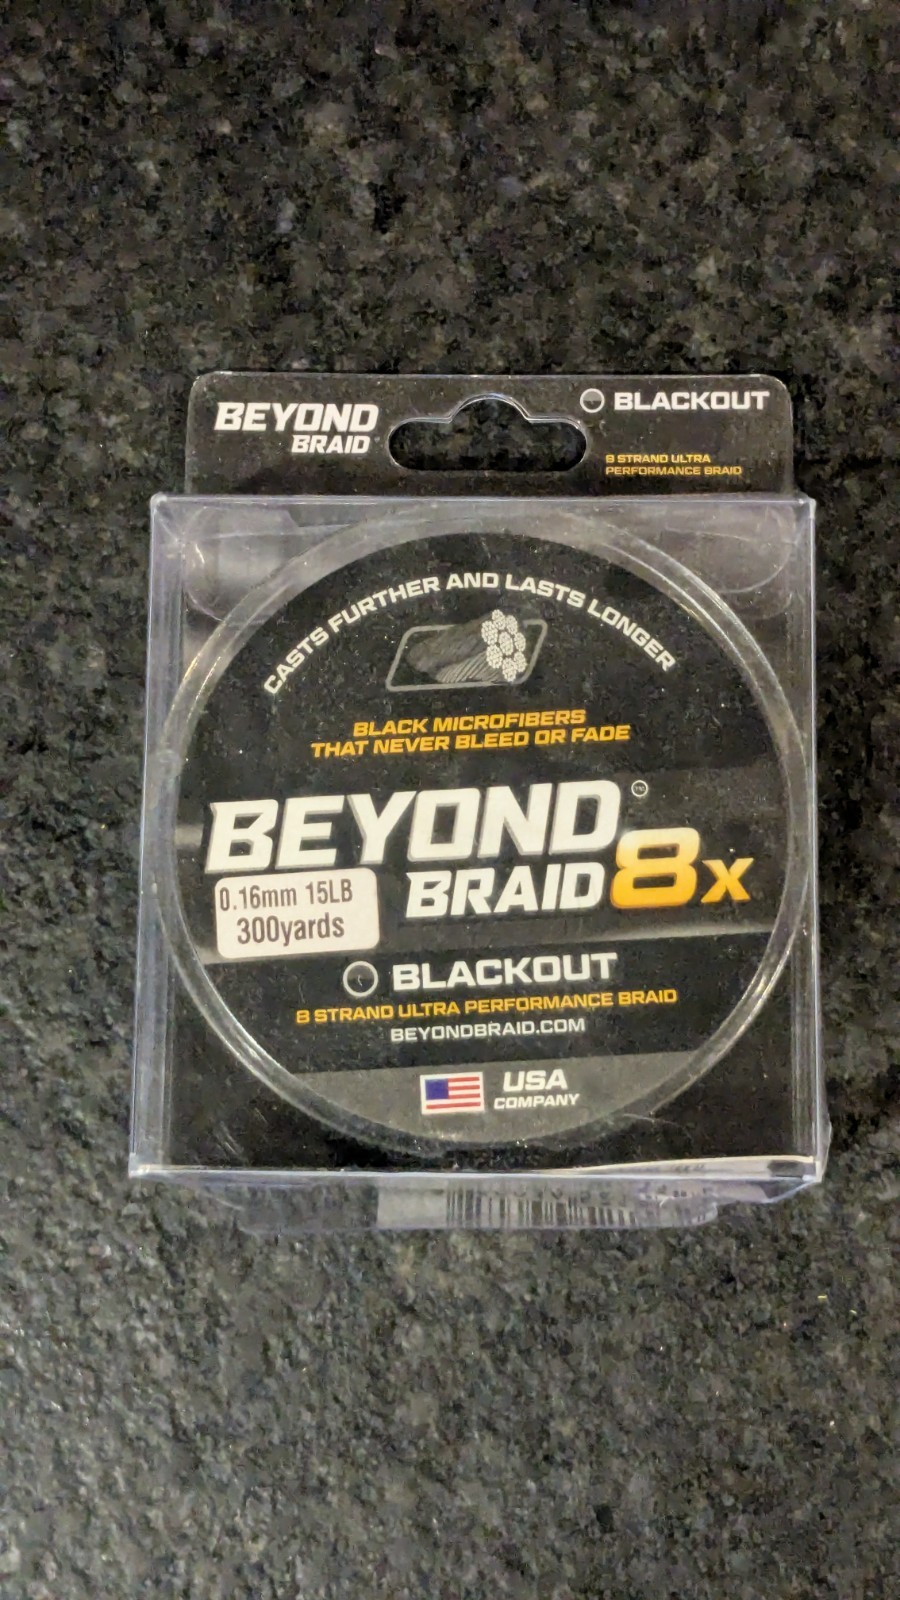 BEYOND
BRAID
BLACKOUT
8 STRAND ULTRA
PERFORMANCE BRAID
CASTS FURTHER AND LASTS LONGER
BLACK MICROFIBERS
THAT NEVER BLEED OR FADE
BEYOND™
BRAID 8X
0.16mm 15LB
300yards
BLACKOUT
8 STRAND ULTRA PERFORMANCE BRAID
BEYONDBRAID.COM
USA
COMPANY